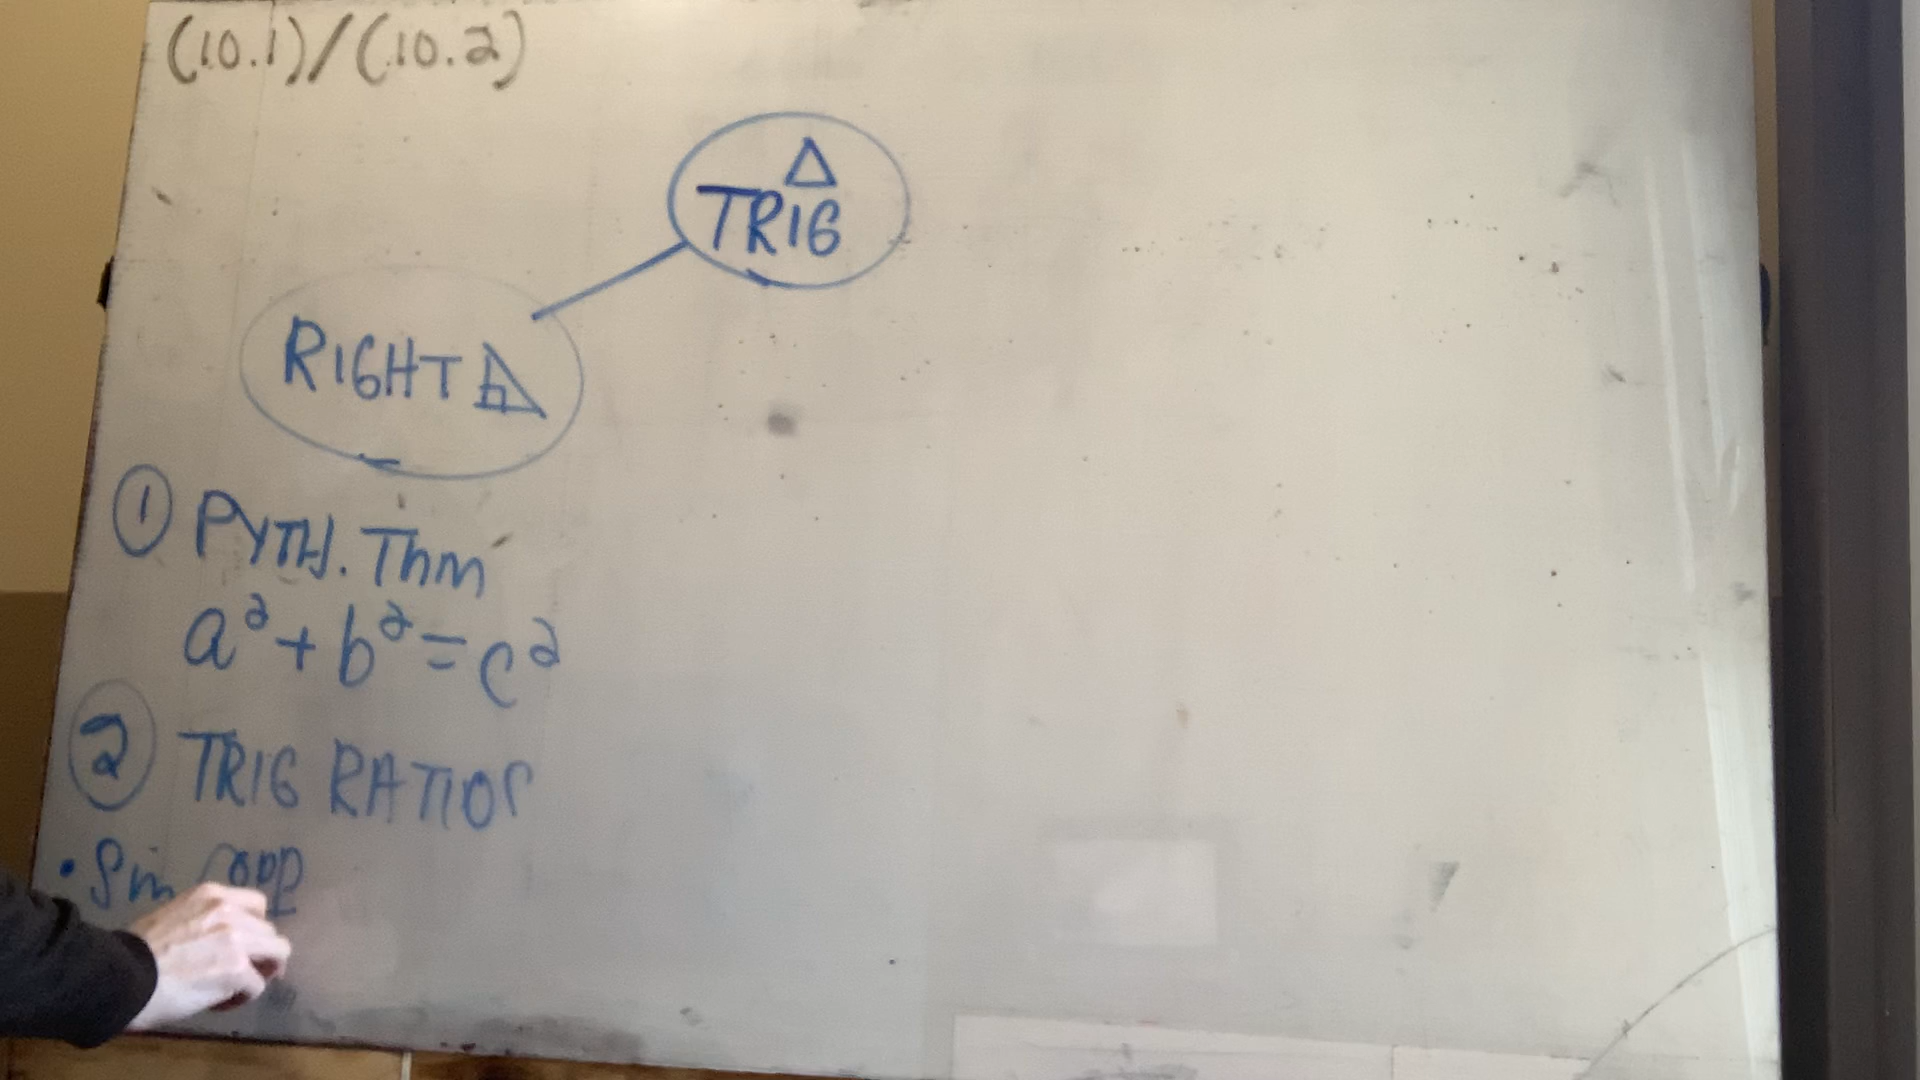 (10.1)/(10.2)
TRIG
RIGHT
① PYTH. Thm
a²+b²=c²
② TRIG RATIOS
• Sin (OPP